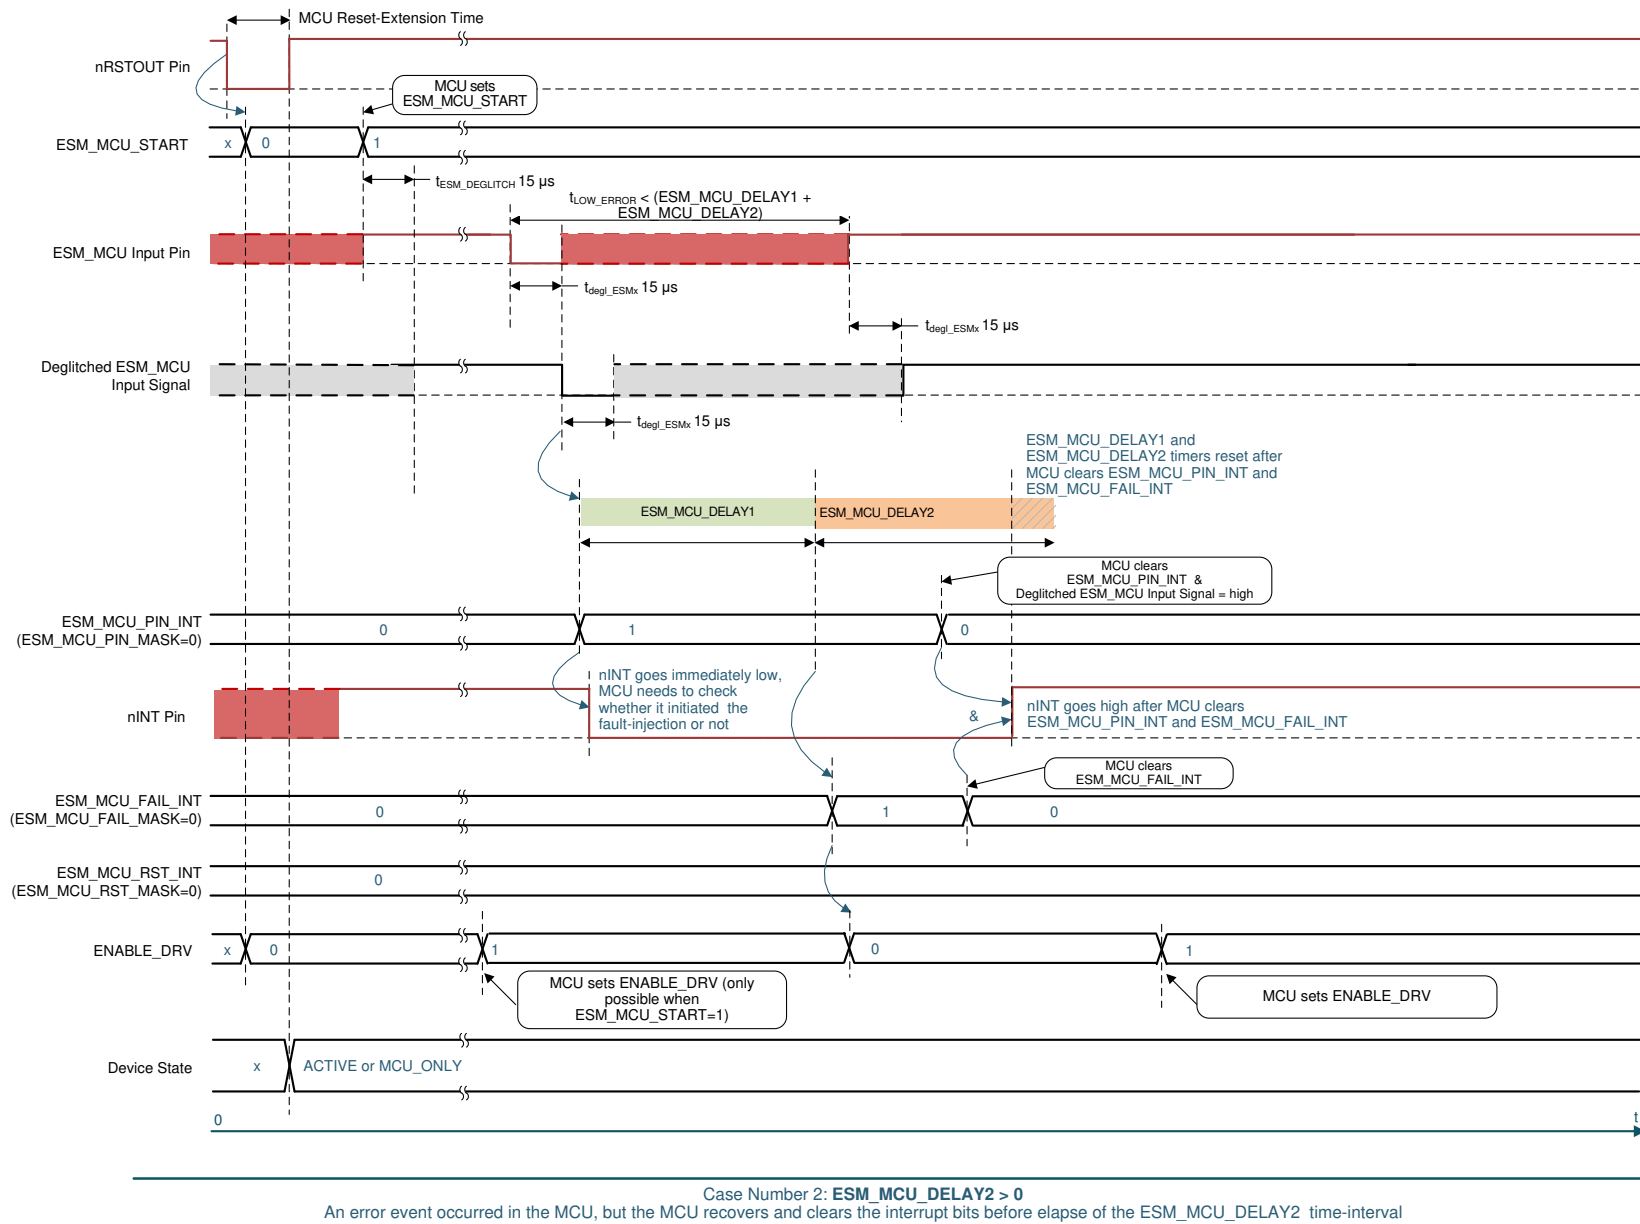 MCU Reset-Extension Time
nRSTOUT Pin
MCU sets
ESM_MCU_START
ESM_MCU_START
x
0
1
tESM_DEGLITCH 15 µs
tLOW_ERROR < (ESM_MCU_DELAY1 +
ESM_MCU_DELAY2)
ESM_MCU Input Pin
tdegl_ESMx 15 µs
tdegl_ESMx 15 µs
Deglitched ESM_MCU
Input Signal
tdegl_ESMx 15 µs
ESM_MCU_DELAY1 and
ESM_MCU_DELAY2 timers reset after
MCU clears ESM_MCU_PIN_INT and
ESM_MCU_FAIL_INT
ESM_MCU_DELAY1
ESM_MCU_DELAY2
MCU clears
ESM_MCU_PIN_INT &
Deglitched ESM_MCU Input Signal = high
ESM_MCU_PIN_INT
(ESM_MCU_PIN_MASK=0)
0
1
0
nINT goes immediately low,
MCU needs to check
whether it initiated the
fault-injection or not
nINT Pin
&
nINT goes high after MCU clears
ESM_MCU_PIN_INT and ESM_MCU_FAIL_INT
MCU clears
ESM_MCU_FAIL_INT
ESM_MCU_FAIL_INT
(ESM_MCU_FAIL_MASK=0)
0
1
0
ESM_MCU_RST_INT
(ESM_MCU_RST_MASK=0)
0
ENABLE_DRV
x
0
1
0
1
MCU sets ENABLE_DRV (only
possible when
ESM_MCU_START=1)
MCU sets ENABLE_DRV
Device State
x
ACTIVE or MCU_ONLY
0
t
Case Number 2: ESM_MCU_DELAY2 > 0
An error event occurred in the MCU, but the MCU recovers and clears the interrupt bits before elapse of the ESM_MCU_DELAY2 time-interval